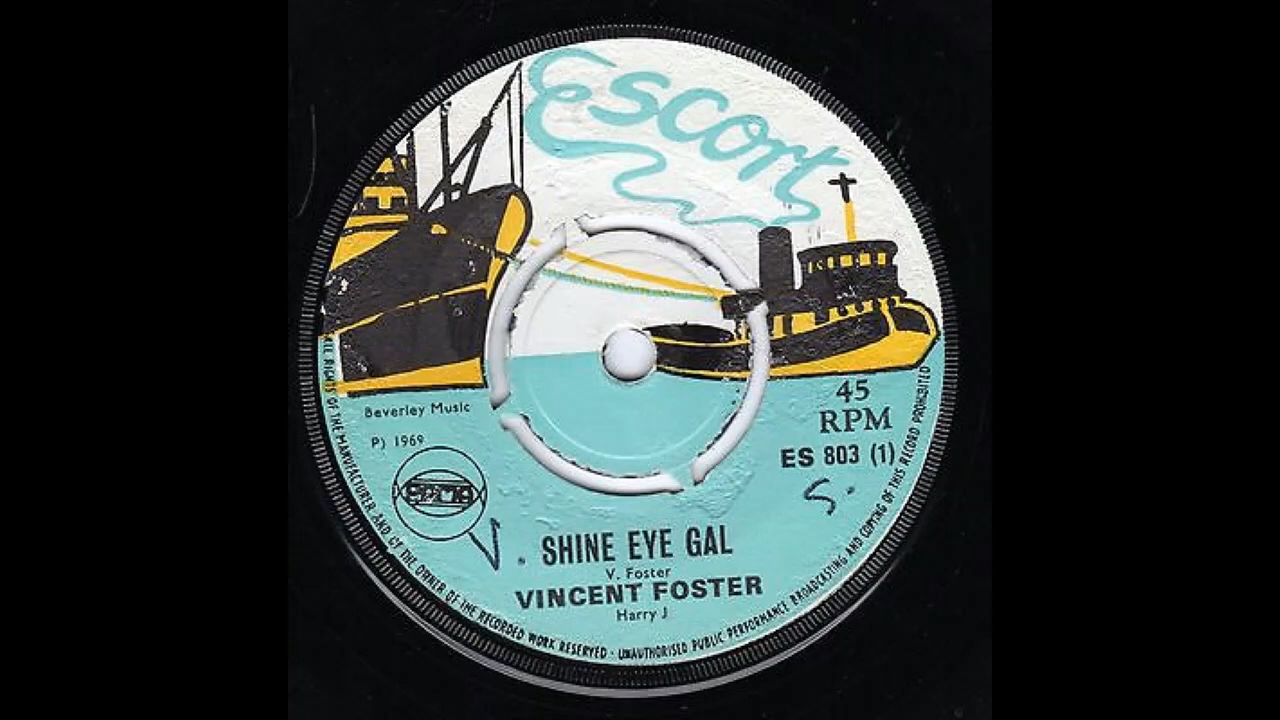 Escort
Beverley Music
P) 1969
45
RPM
ES 803 (1)
S.
V.
SHINE EYE GAL
V. Foster
VINCENT FOSTER
Harry J
ALL RIGHTS OF THE MANUFACTURER AND OF THE OWNER OF THE RECORDED WORK RESERVED · UNAUTHORISED PUBLIC PERFORMANCE BROADCASTING AND COPYING OF THIS RECORD PROHIBITED